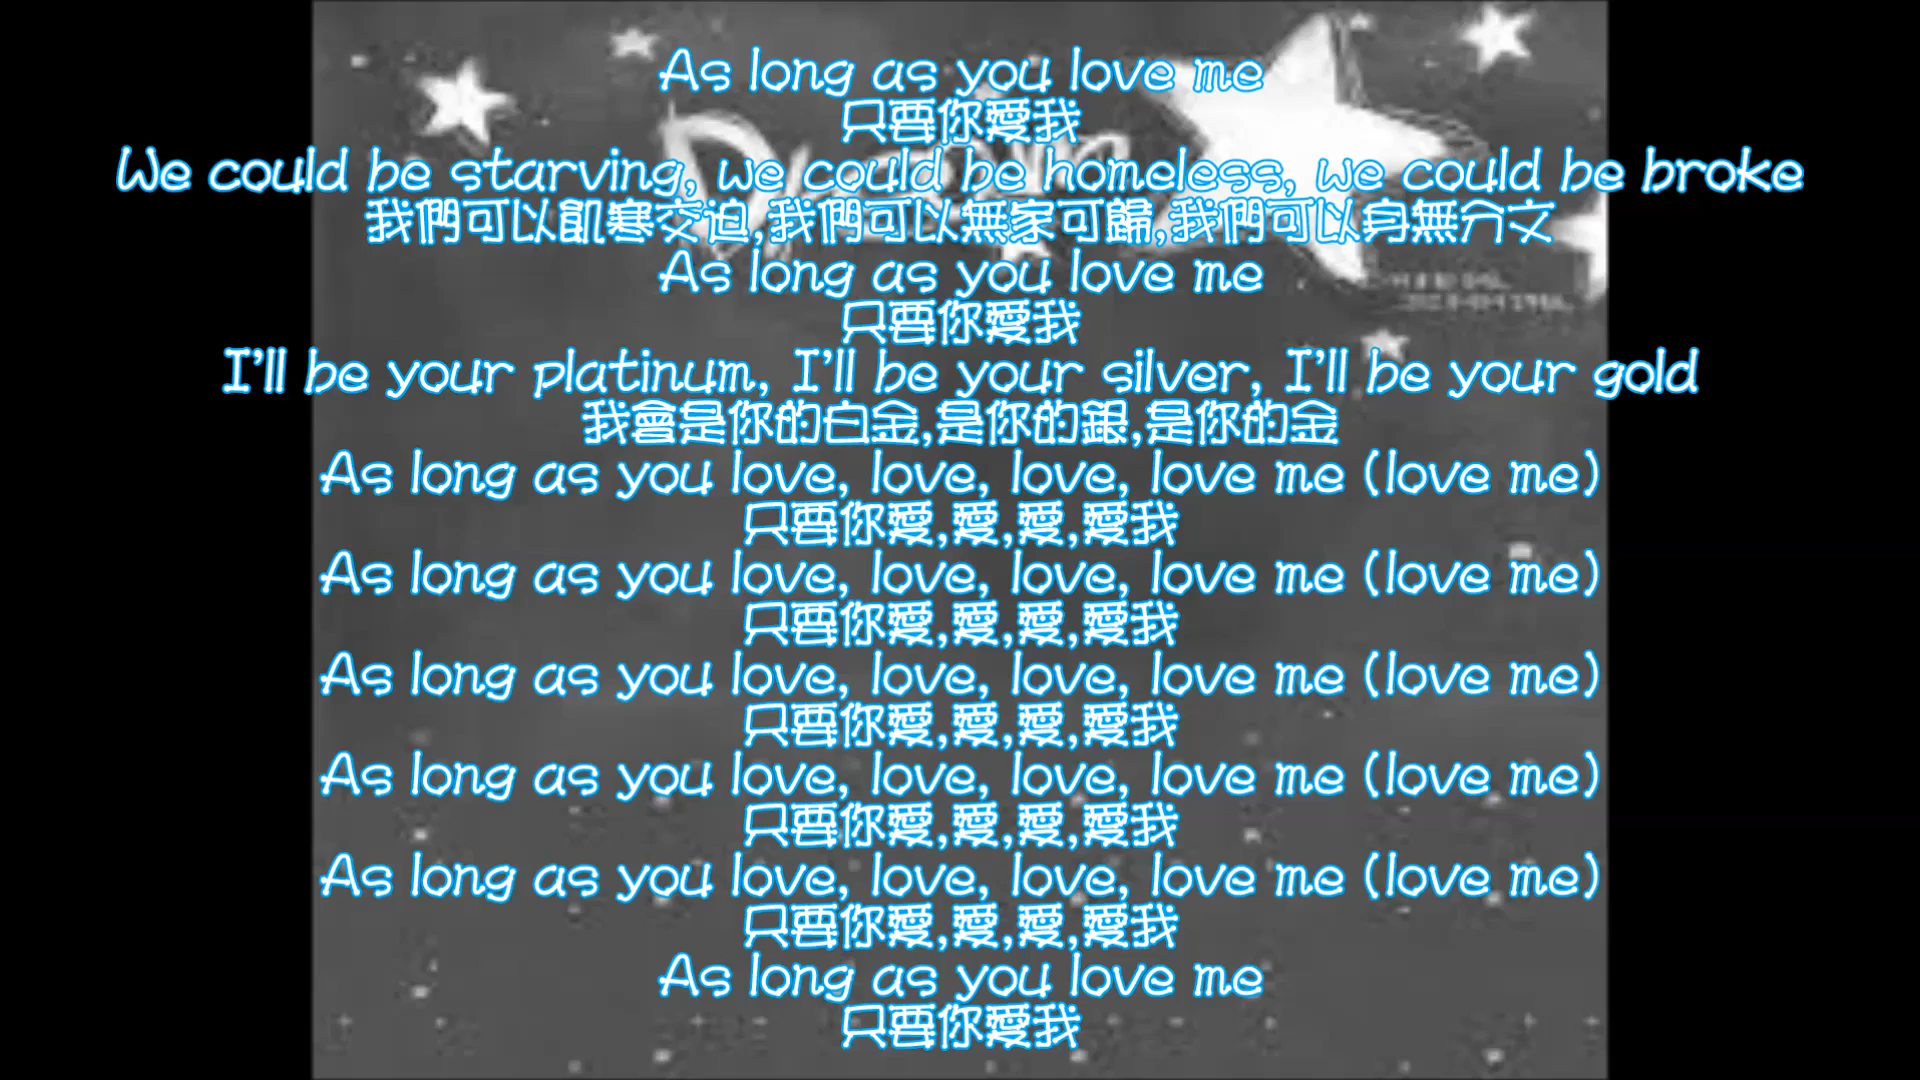 As long as you love me
只要你愛我
We could be starving, we could be homeless, we could be broke
我們可以飢寒交迫,我們可以無家可歸,我們可以身無分文
As long as you love me
只要你愛我
I'll be your platinum, I'll be your silver, I'll be your gold
我會是你的白金,是你的銀,是你的金
As long as you love, love, love, love me (love me)
只要你愛,愛,愛,愛我
As long as you love, love, love, love me (love me)
只要你愛,愛,愛,愛我
As long as you love, love, love, love me (love me)
只要你愛,愛,愛,愛我
As long as you love, love, love, love me (love me)
只要你愛,愛,愛,愛我
As long as you love, love, love, love me (love me)
只要你愛,愛,愛,愛我
As long as you love me
只要你愛我